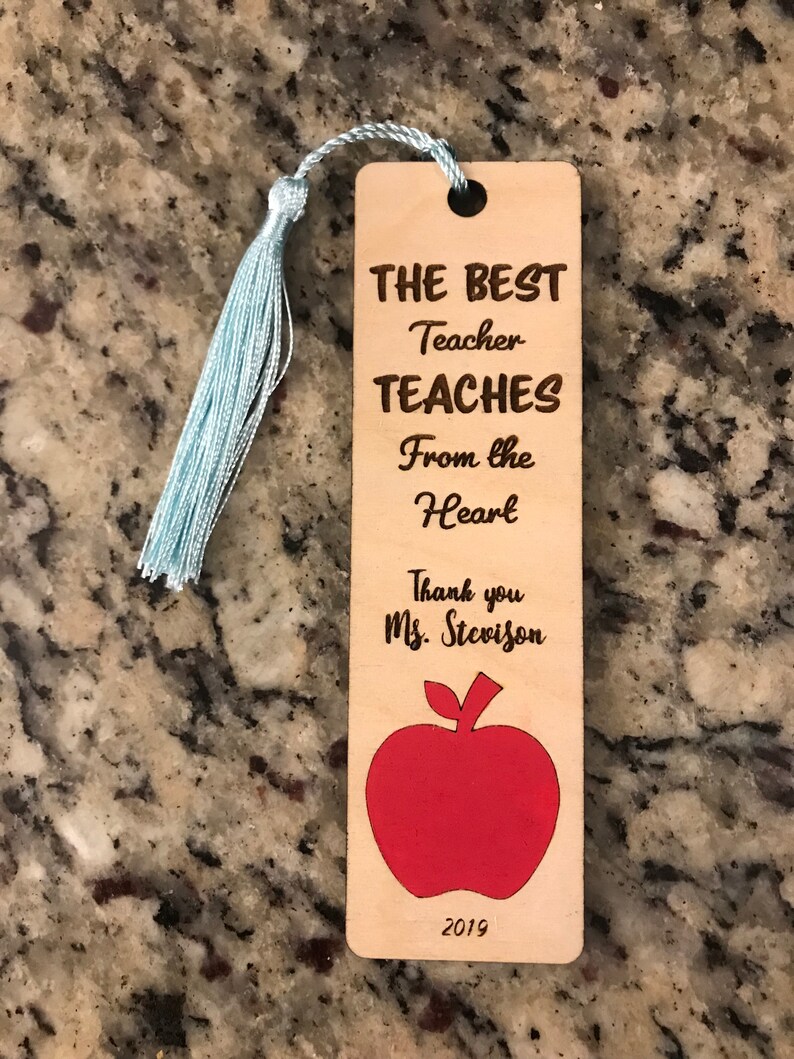 THE BEST
Teacher
TEACHES
From the
Heart
Thank you
Ms. Stevison
2019